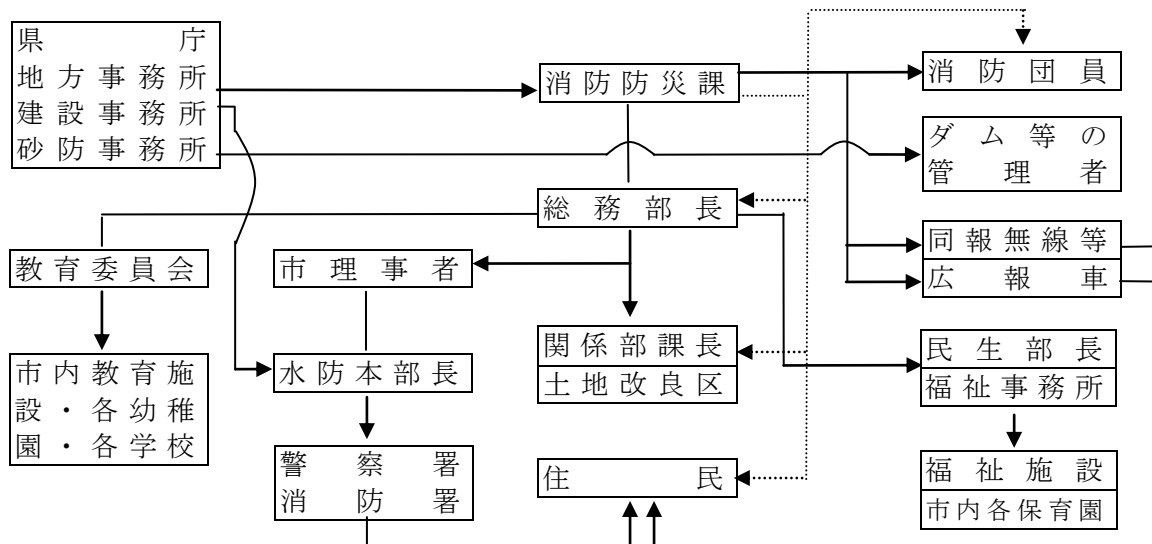 県庁
地方事務所
建設事務所
砂防事務所
消防防災課
消防団員
ダム等の
管理者
総務部長
同報無線等
広報車
教育委員会
市理事者
関係部課長
土地改良区
民生部長
福祉事務所
市内教育施
設・各幼稚
園・各学校
水防本部長
警察署
消防署
住民
福祉施設
市内各保育園